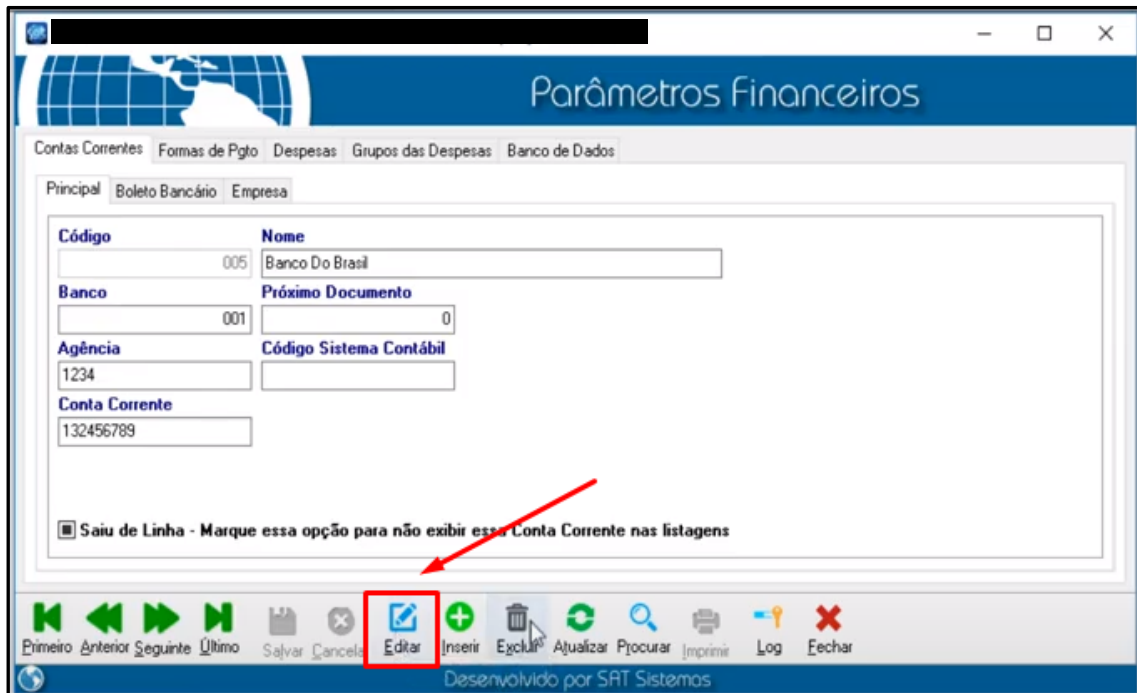 Parâmetros Financeiros
Contas Correntes Formas de Pgto Despesas Grupos das Despesas Banco de Dados
Principal Boleto Bancário Empresa
Código Nome
005 Banco Do Brasil
Banco Próximo Documento
001 0
Agência Código Sistema Contábil
1234
Conta Corrente
132456789
Saiu de Linha - Marque essa opção para não exibir essa Conta Corrente nas listagens
Primeiro Anterior Seguinte Último Salvar Cancela Editar Inserir Excluir Atualizar Procurar Imprimir Log Fechar
Desenvolvido por SAT Sistemas